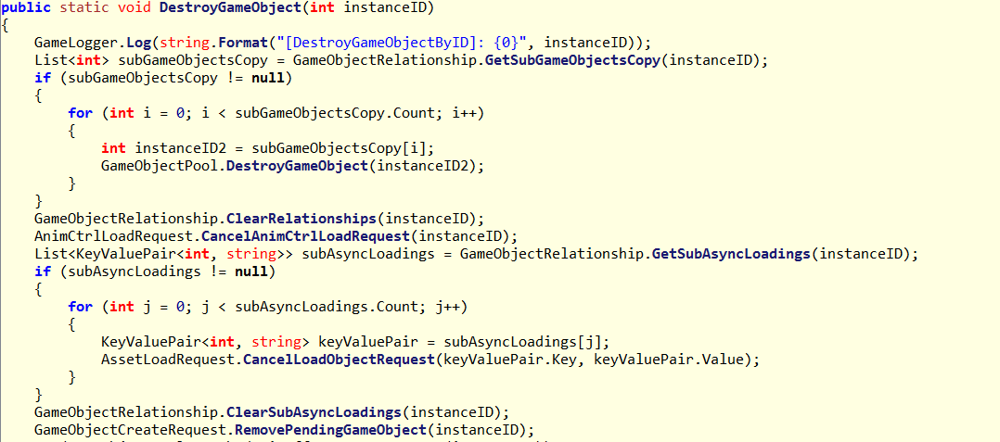 public static void DestroyGameObject(int instanceID)
{
    GameLogger.Log(string.Format("[DestroyGameObjectByID]: {0}", instanceID));
    List<int> subGameObjectsCopy = GameObjectRelationship.GetSubGameObjectsCopy(instanceID);
    if (subGameObjectsCopy != null)
    {
        for (int i = 0; i < subGameObjectsCopy.Count; i++)
        {
            int instanceID2 = subGameObjectsCopy[i];
            GameObjectPool.DestroyGameObject(instanceID2);
        }
    }
    GameObjectRelationship.ClearRelationships(instanceID);
    AnimCtrlLoadRequest.CancelAnimCtrlLoadRequest(instanceID);
    List<KeyValuePair<int, string>> subAsyncLoadings = GameObjectRelationship.GetSubAsyncLoadings(instanceID);
    if (subAsyncLoadings != null)
    {
        for (int j = 0; j < subAsyncLoadings.Count; j++)
        {
            KeyValuePair<int, string> keyValuePair = subAsyncLoadings[j];
            AssetLoadRequest.CancelLoadObjectRequest(keyValuePair.Key, keyValuePair.Value);
        }
    }
    GameObjectRelationship.ClearSubAsyncLoadings(instanceID);
    GameObjectCreateRequest.RemovePendingGameObject(instanceID);